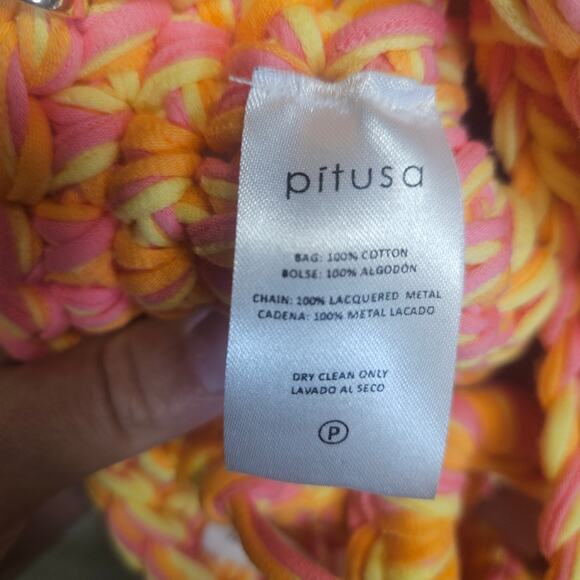 pitusa
BAG: 100% COTTON
BOLSE: 100% ALGODÓN
CHAIN: 100% LACQUERED METAL
CADENA: 100% METAL LACADO
DRY CLEAN ONLY
LAVADO AL SECO
P